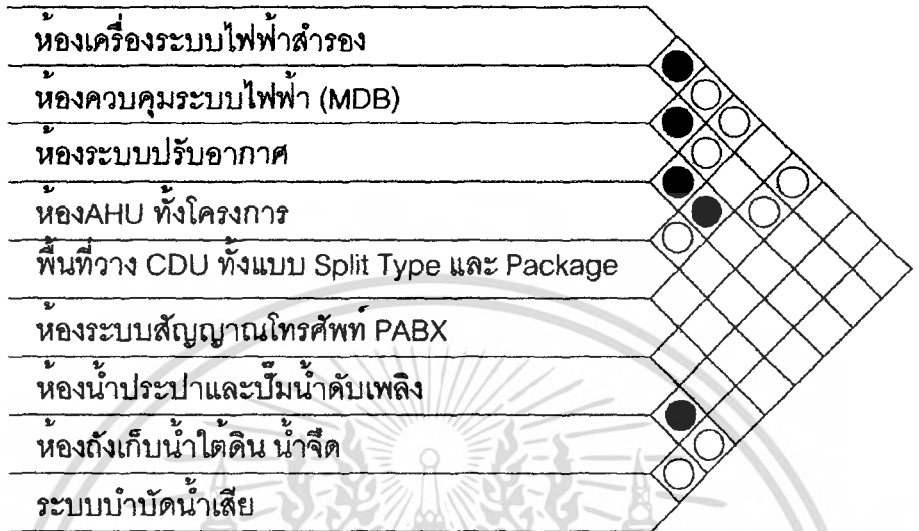 ห้องเครื่องระบบไฟฟ้าสำรอง
ห้องควบคุมระบบไฟฟ้า (MDB)
ห้องระบบปรับอากาศ
ห้องAHU ทั้งโครงการ
พื้นที่วาง CDU ทั้งแบบ Split Type และ Package
ห้องระบบสัญญาณโทรศัพท์ PABX
ห้องน้ำประปาและปั๊มน้ำดับเพลิง
ห้องถังเก็บน้ำใต้ดิน น้ำจืด
ระบบบำบัดน้ำเสีย